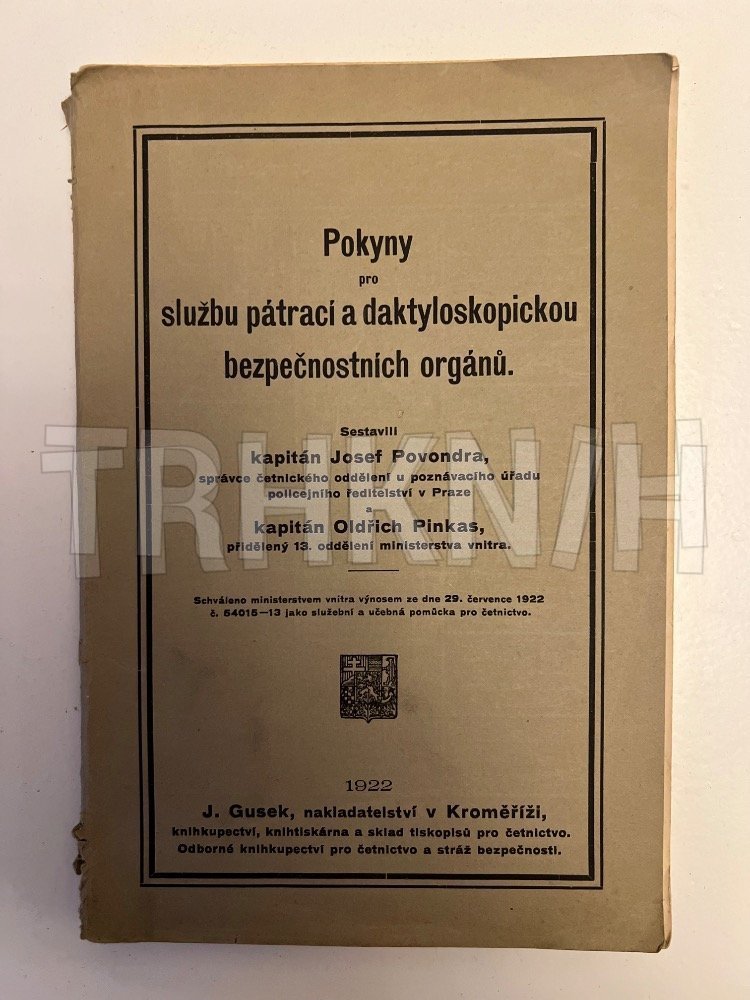 Pokyny
pro
službu pátrací a daktyloskopickou
bezpečnostních orgánů.
Sestavili
kapitán Josef Povondra,
správce četnického oddělení u poznávacího úřadu
policejního ředitelství v Praze
a
kapitán Oldřich Pinkas,
přidělený 13. oddělení ministerstva vnitra.
TRHKNIH
Schváleno ministerstvem vnitra výnosem ze dne 29. července 1922
č. 54015—13 jako služební a učebná pomůcka pro četnictvo.
1922
J. Gusek, nakladatelství v Kroměříži,
knihkupectví, knihtiskárna a sklad tiskopisů pro četnictvo.
Odborné knihkupectví pro četnictvo a stráž bezpečnosti.